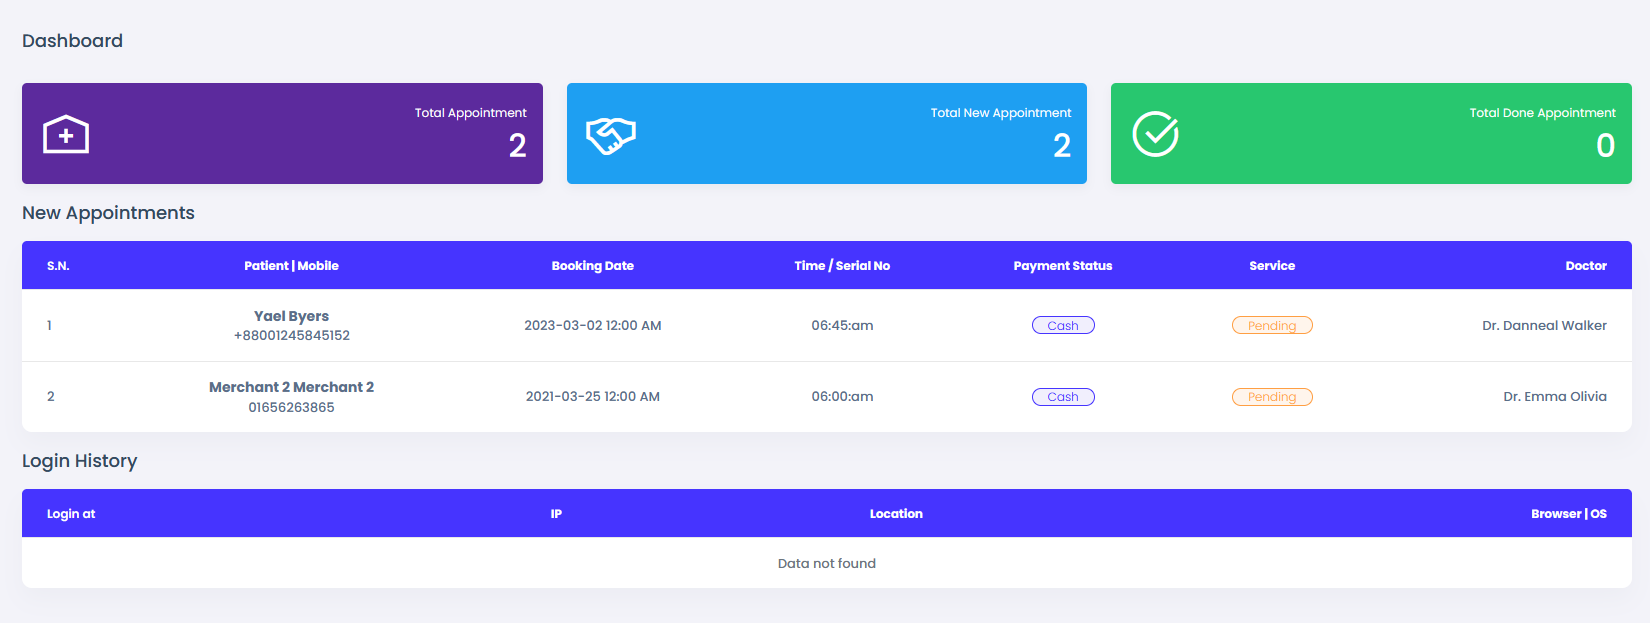 Dashboard
Total Appointment
2
Total New Appointment
2
Total Done Appointment
0
New Appointments
S.N. Patient | Mobile Booking Date Time / Serial No Payment Status Service Doctor
1 Yael Byers 2023-03-02 12:00 AM 06:45:am Cash Pending Dr. Danneal Walker
+88001245845152
2 Merchant 2 Merchant 2 2021-03-25 12:00 AM 06:00:am Cash Pending Dr. Emma Olivia
01656263865
Login History
Login at IP Location Browser | OS
Data not found